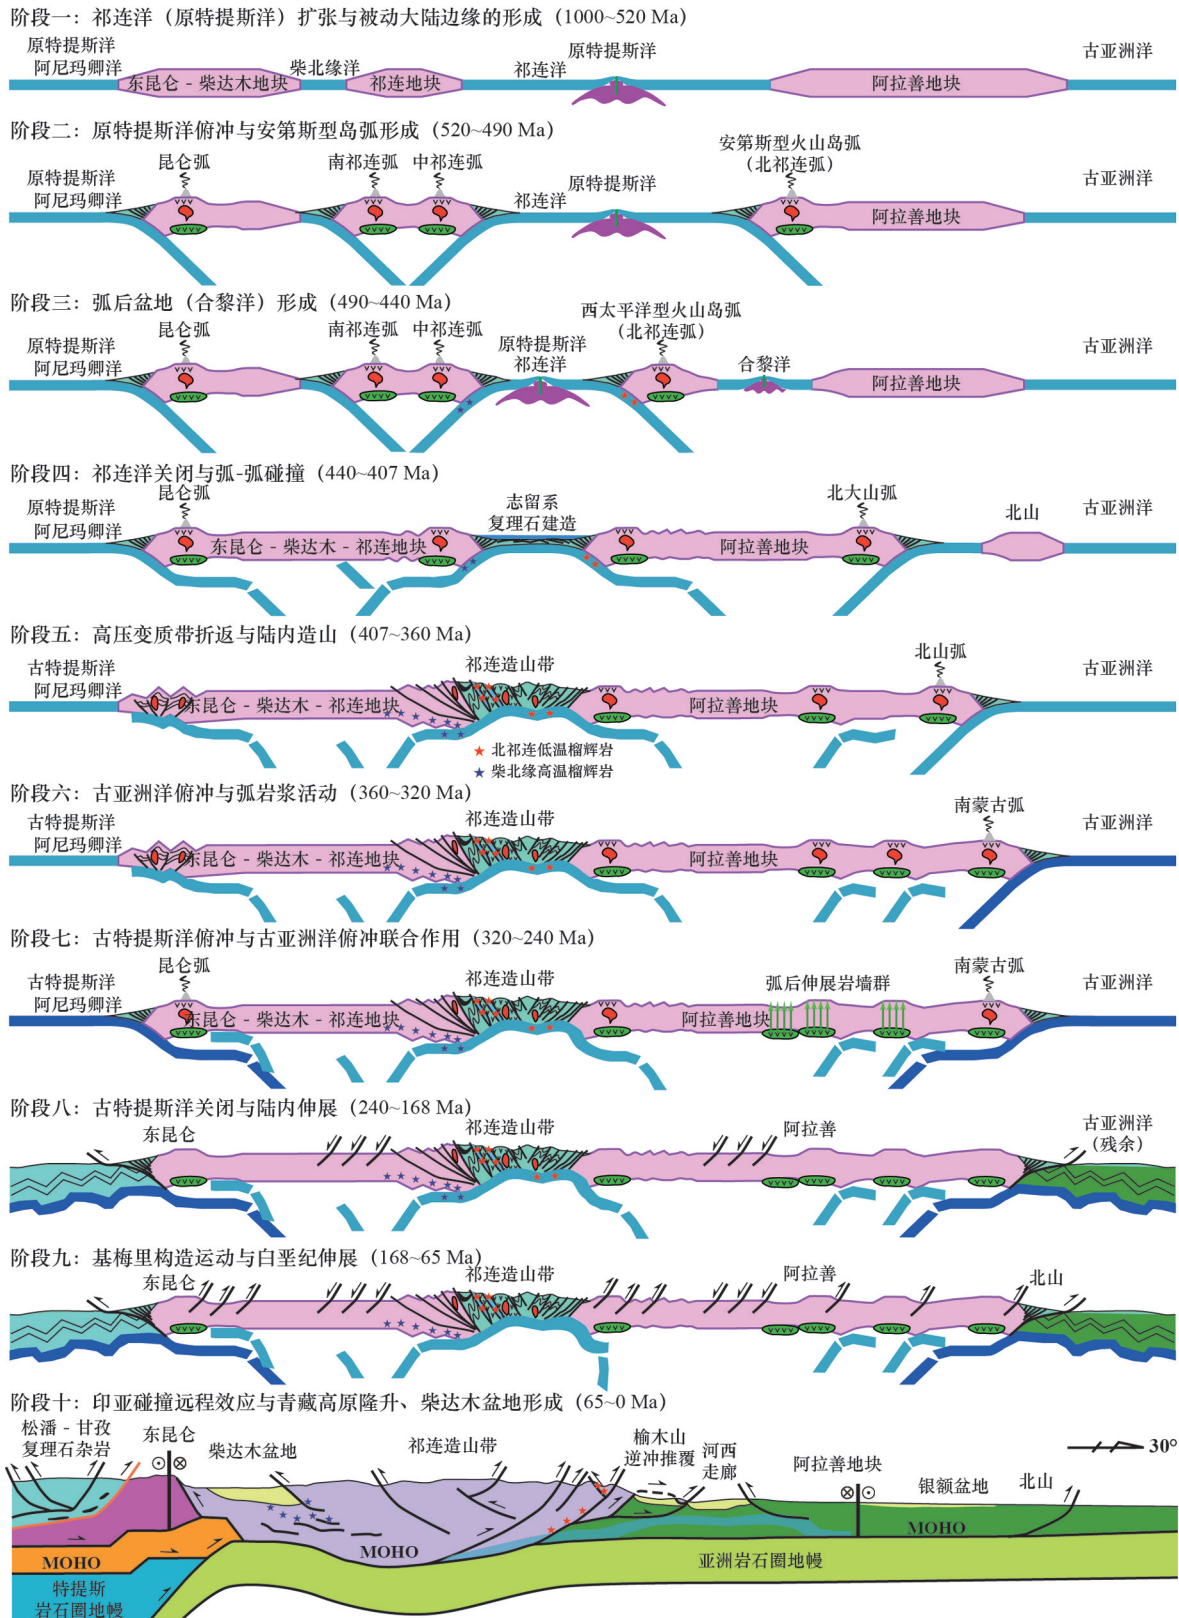 阶段一：祁连洋（原特提斯洋）扩张与被动大陆边缘的形成（1000~520 Ma）
原特提斯洋
阿尼玛卿洋
东昆仑 - 柴达木地块
柴北缘洋
祁连地块
祁连洋
原特提斯洋
阿拉善地块
古亚洲洋
阶段二：原特提斯洋俯冲与安第斯型岛弧形成（520~490 Ma）
原特提斯洋
阿尼玛卿洋
昆仑弧
南祁连弧
中祁连弧
祁连洋
原特提斯洋
安第斯型火山岛弧
（北祁连弧）
阿拉善地块
古亚洲洋
阶段三：弧后盆地（合黎洋）形成（490~440 Ma）
原特提斯洋
阿尼玛卿洋
昆仑弧
南祁连弧
中祁连弧
原特提斯洋
祁连洋
西太平洋型火山岛弧
（北祁连弧）
合黎洋
阿拉善地块
古亚洲洋
阶段四：祁连洋关闭与弧-弧碰撞（440~407 Ma）
原特提斯洋
阿尼玛卿洋
昆仑弧
东昆仑 - 柴达木 - 祁连地块
志留系
复理石建造
阿拉善地块
北大山弧
北山
古亚洲洋
阶段五：高压变质带折返与陆内造山（407~360 Ma）
古特提斯洋
阿尼玛卿洋
东昆仑 - 柴达木 - 祁连地块
祁连造山带
阿拉善地块
北山弧
古亚洲洋
北祁连低温榴辉岩
柴北缘高温榴辉岩
阶段六：古亚洲洋俯冲与弧岩浆活动（360~320 Ma）
古特提斯洋
阿尼玛卿洋
东昆仑 - 柴达木 - 祁连地块
祁连造山带
阿拉善地块
南蒙古弧
古亚洲洋
阶段七：古特提斯洋俯冲与古亚洲洋俯冲联合作用（320~240 Ma）
古特提斯洋
阿尼玛卿洋
昆仑弧
东昆仑 - 柴达木 - 祁连地块
祁连造山带
阿拉善地块
弧后伸展岩墙群
南蒙古弧
古亚洲洋
阶段八：古特提斯洋关闭与陆内伸展（240~168 Ma）
东昆仑
祁连造山带
阿拉善
古亚洲洋
（残余）
阶段九：基梅里构造运动与白垩纪伸展（168~65 Ma）
东昆仑
祁连造山带
阿拉善
北山
阶段十：印亚碰撞远程效应与青藏高原隆升、柴达木盆地形成（65~0 Ma）
松潘 - 甘孜
复理石杂岩
东昆仑
柴达木盆地
祁连造山带
榆木山
逆冲推覆
河西
走廊
阿拉善地块
银额盆地
北山
30°
MOHO
MOHO
MOHO
特提斯
岩石圈地幔
亚洲岩石圈地幔